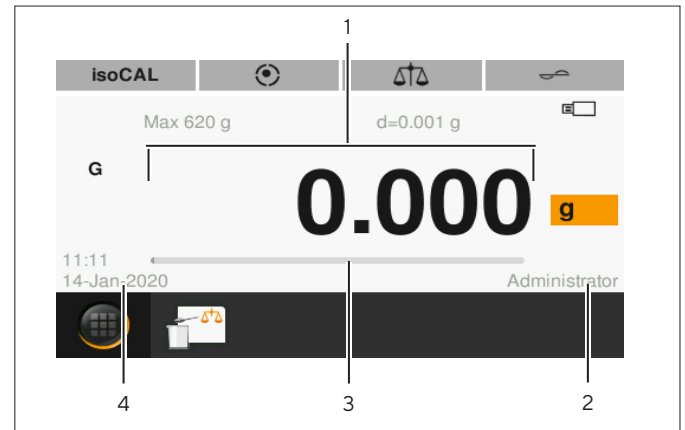 1
isoCAL
Max 620 g d=0.001 g
G
0.000 g
11:11
14-Jan-2020 Administrator
4 3 2